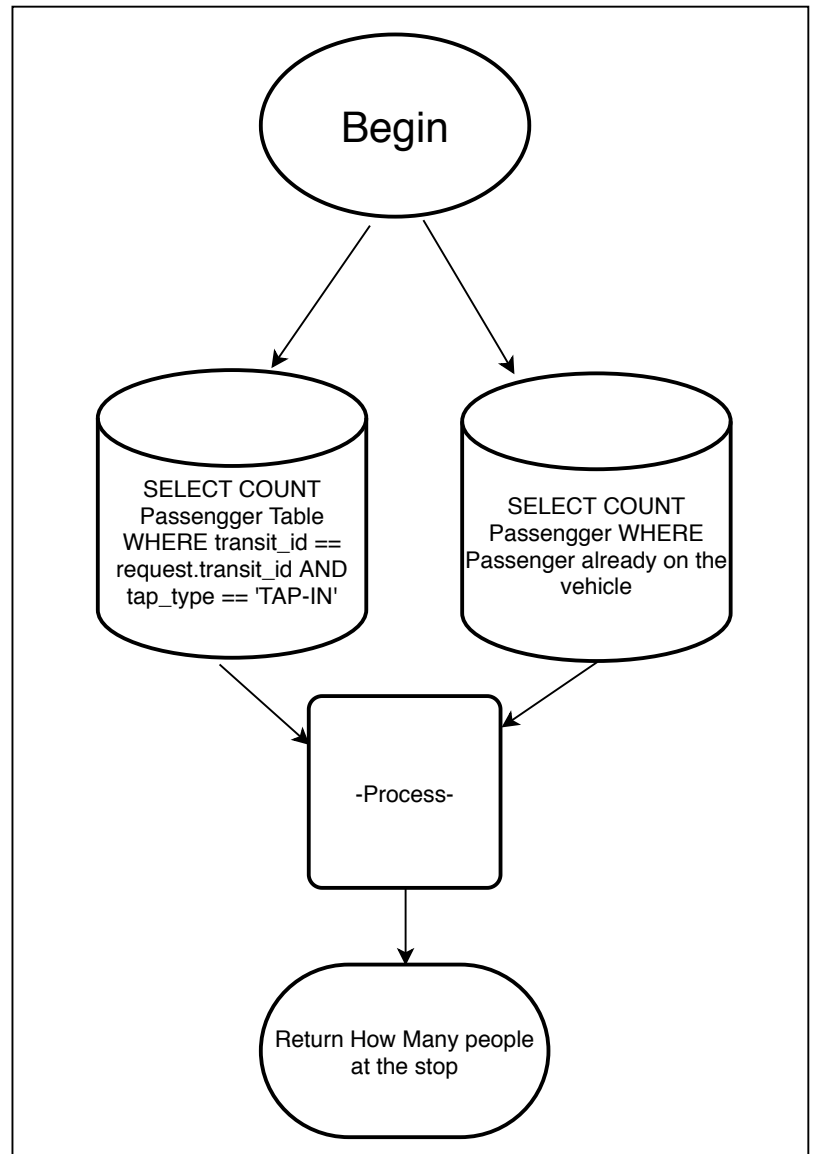 Begin
SELECT COUNT
Passengger Table
WHERE transit_id ==
request.transit_id AND
tap_type == 'TAP-IN'
SELECT COUNT
Passengger WHERE
Passenger already on the
vehicle
-Process-
Return How Many people
at the stop